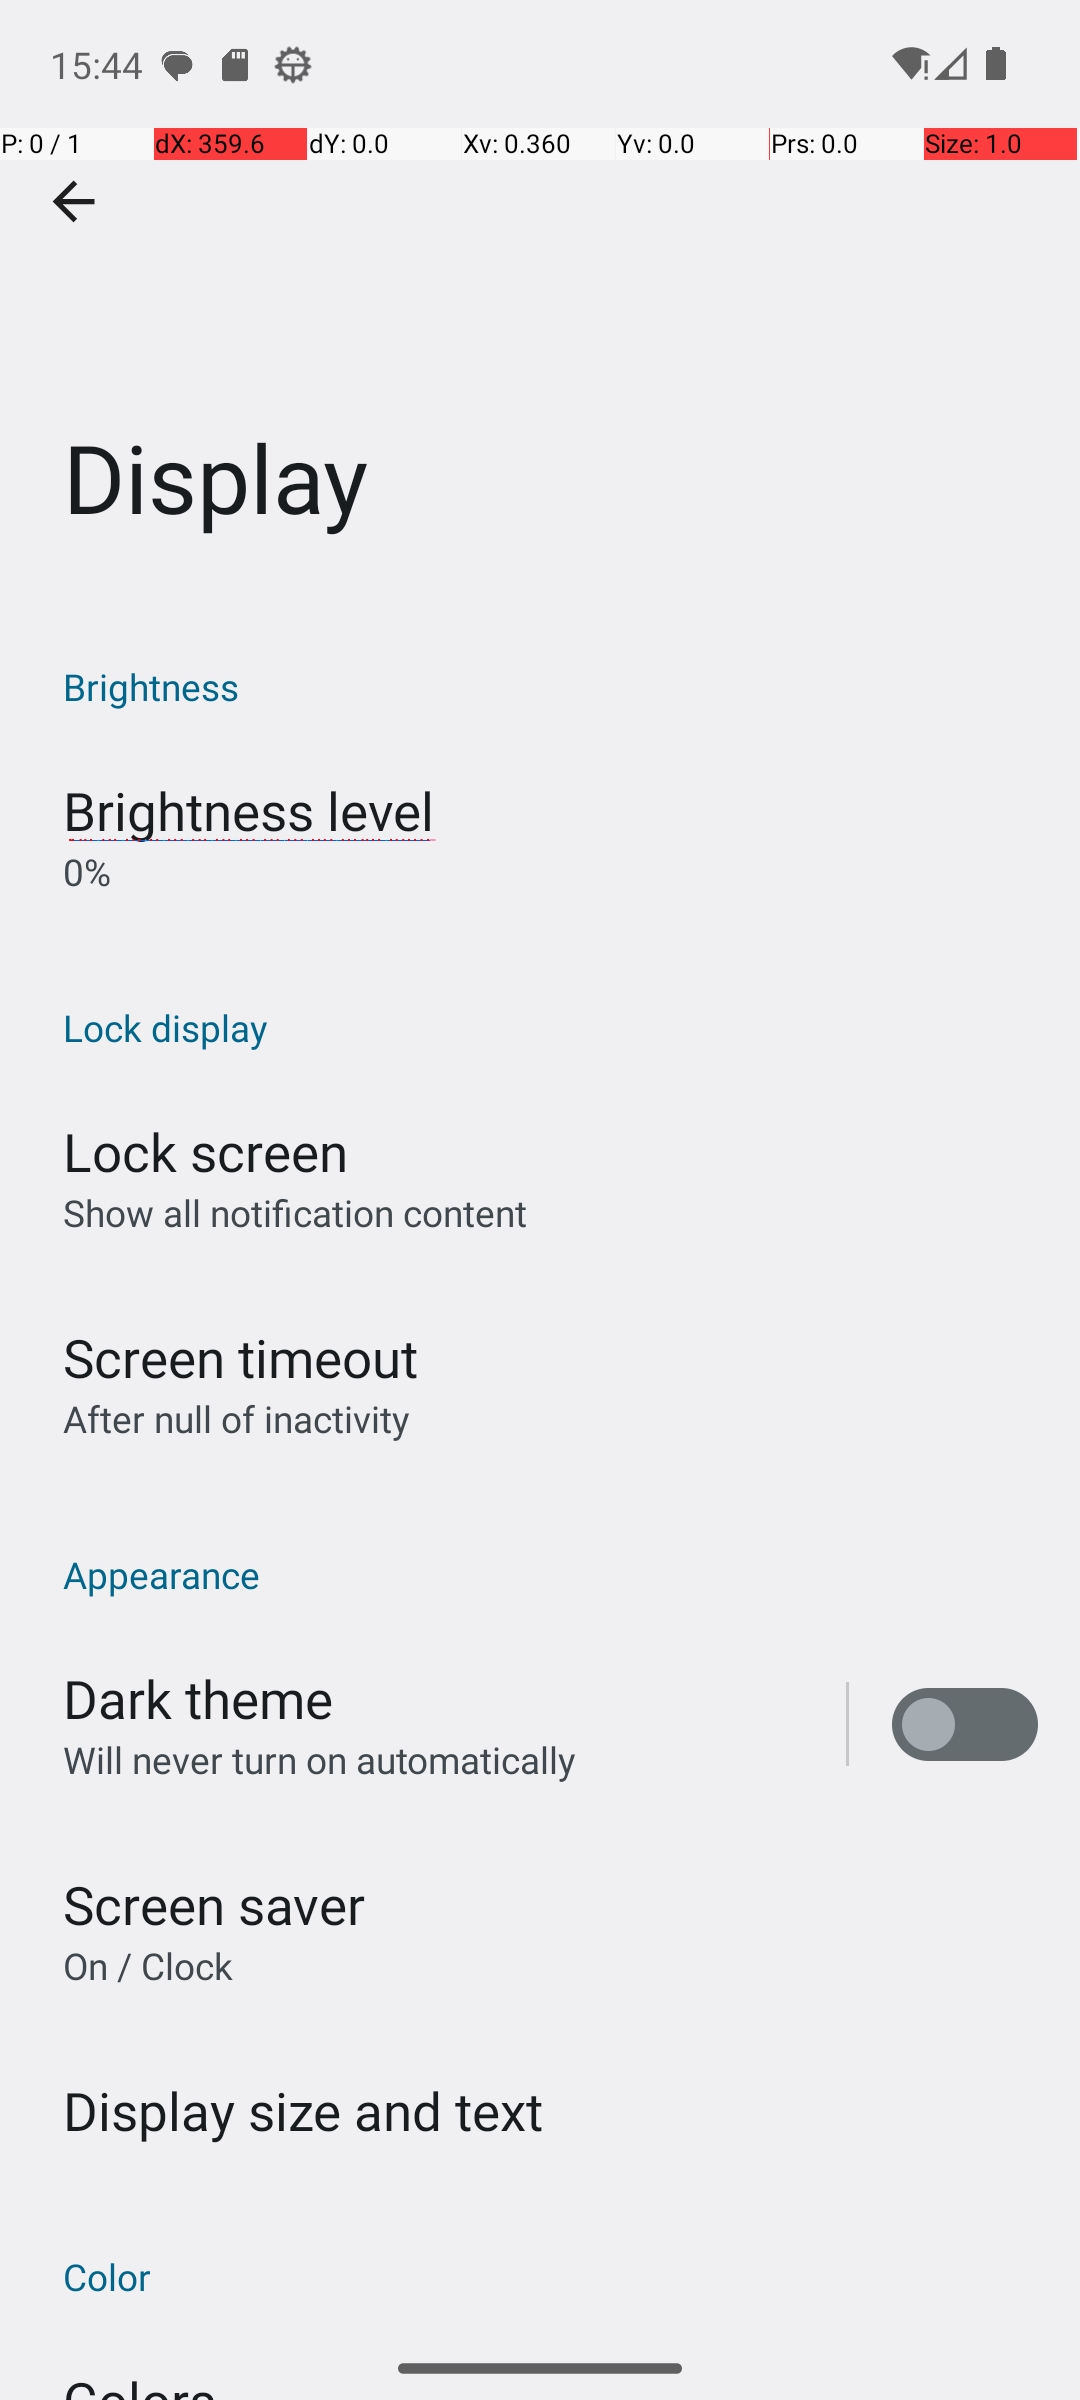 15:44
P: 0 / 1 dX: 359.6 dY: 0.0 Xv: 0.360 Yv: 0.0 Prs: 0.0 Size: 1.0
Display
Brightness
Brightness level
0%
Lock display
Lock screen
Show all notification content
Screen timeout
After null of inactivity
Appearance
Dark theme
Will never turn on automatically
Screen saver
On / Clock
Display size and text
Color
Colors